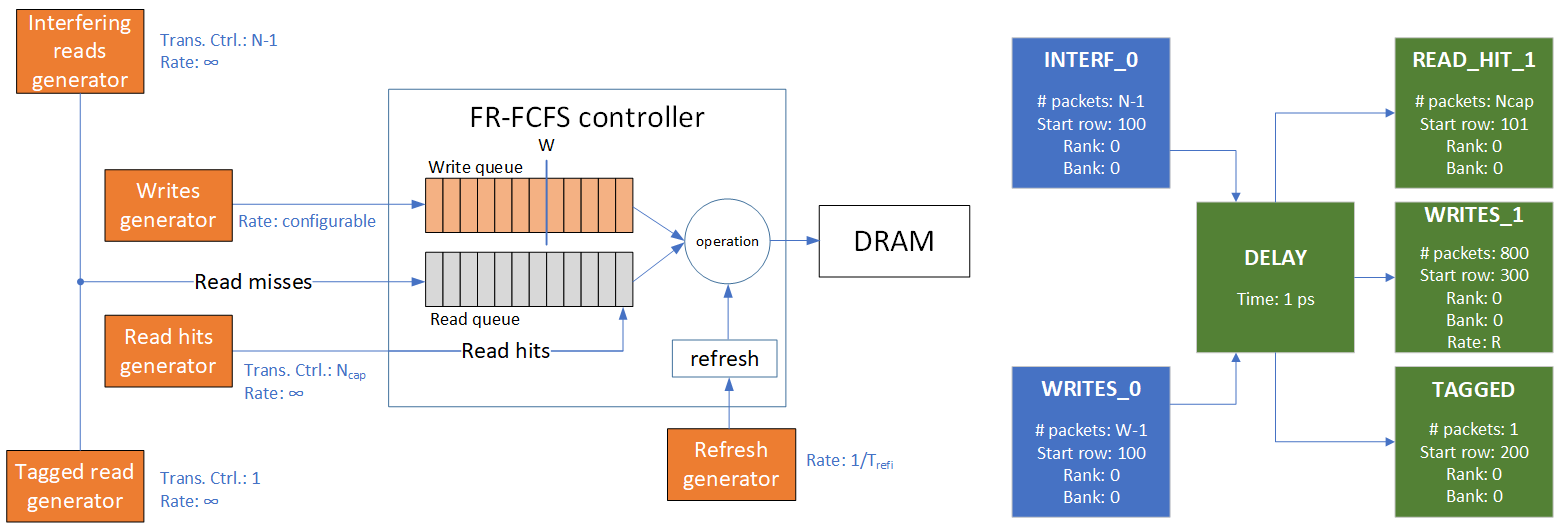 Interfering
reads
generator
Trans. Ctrl.: N-1
Rate: ∞
FR-FCFS controller
W
Write queue
Writes
generator
Rate: configurable
operation
DRAM
Read misses
Read queue
Read hits
generator
Read hits
Trans. Ctrl.: Ncap
Rate: ∞
refresh
Tagged read
generator
Trans. Ctrl.: 1
Rate: ∞
Refresh
generator
Rate: 1/Trefi
INTERF_0
# packets: N-1
Start row: 100
Rank: 0
Bank: 0
READ_HIT_1
# packets: Ncap
Start row: 101
Rank: 0
Bank: 0
DELAY
Time: 1 ps
WRITES_1
# packets: 800
Start row: 300
Rank: 0
Bank: 0
Rate: R
WRITES_0
# packets: W-1
Start row: 100
Rank: 0
Bank: 0
TAGGED
# packets: 1
Start row: 200
Rank: 0
Bank: 0